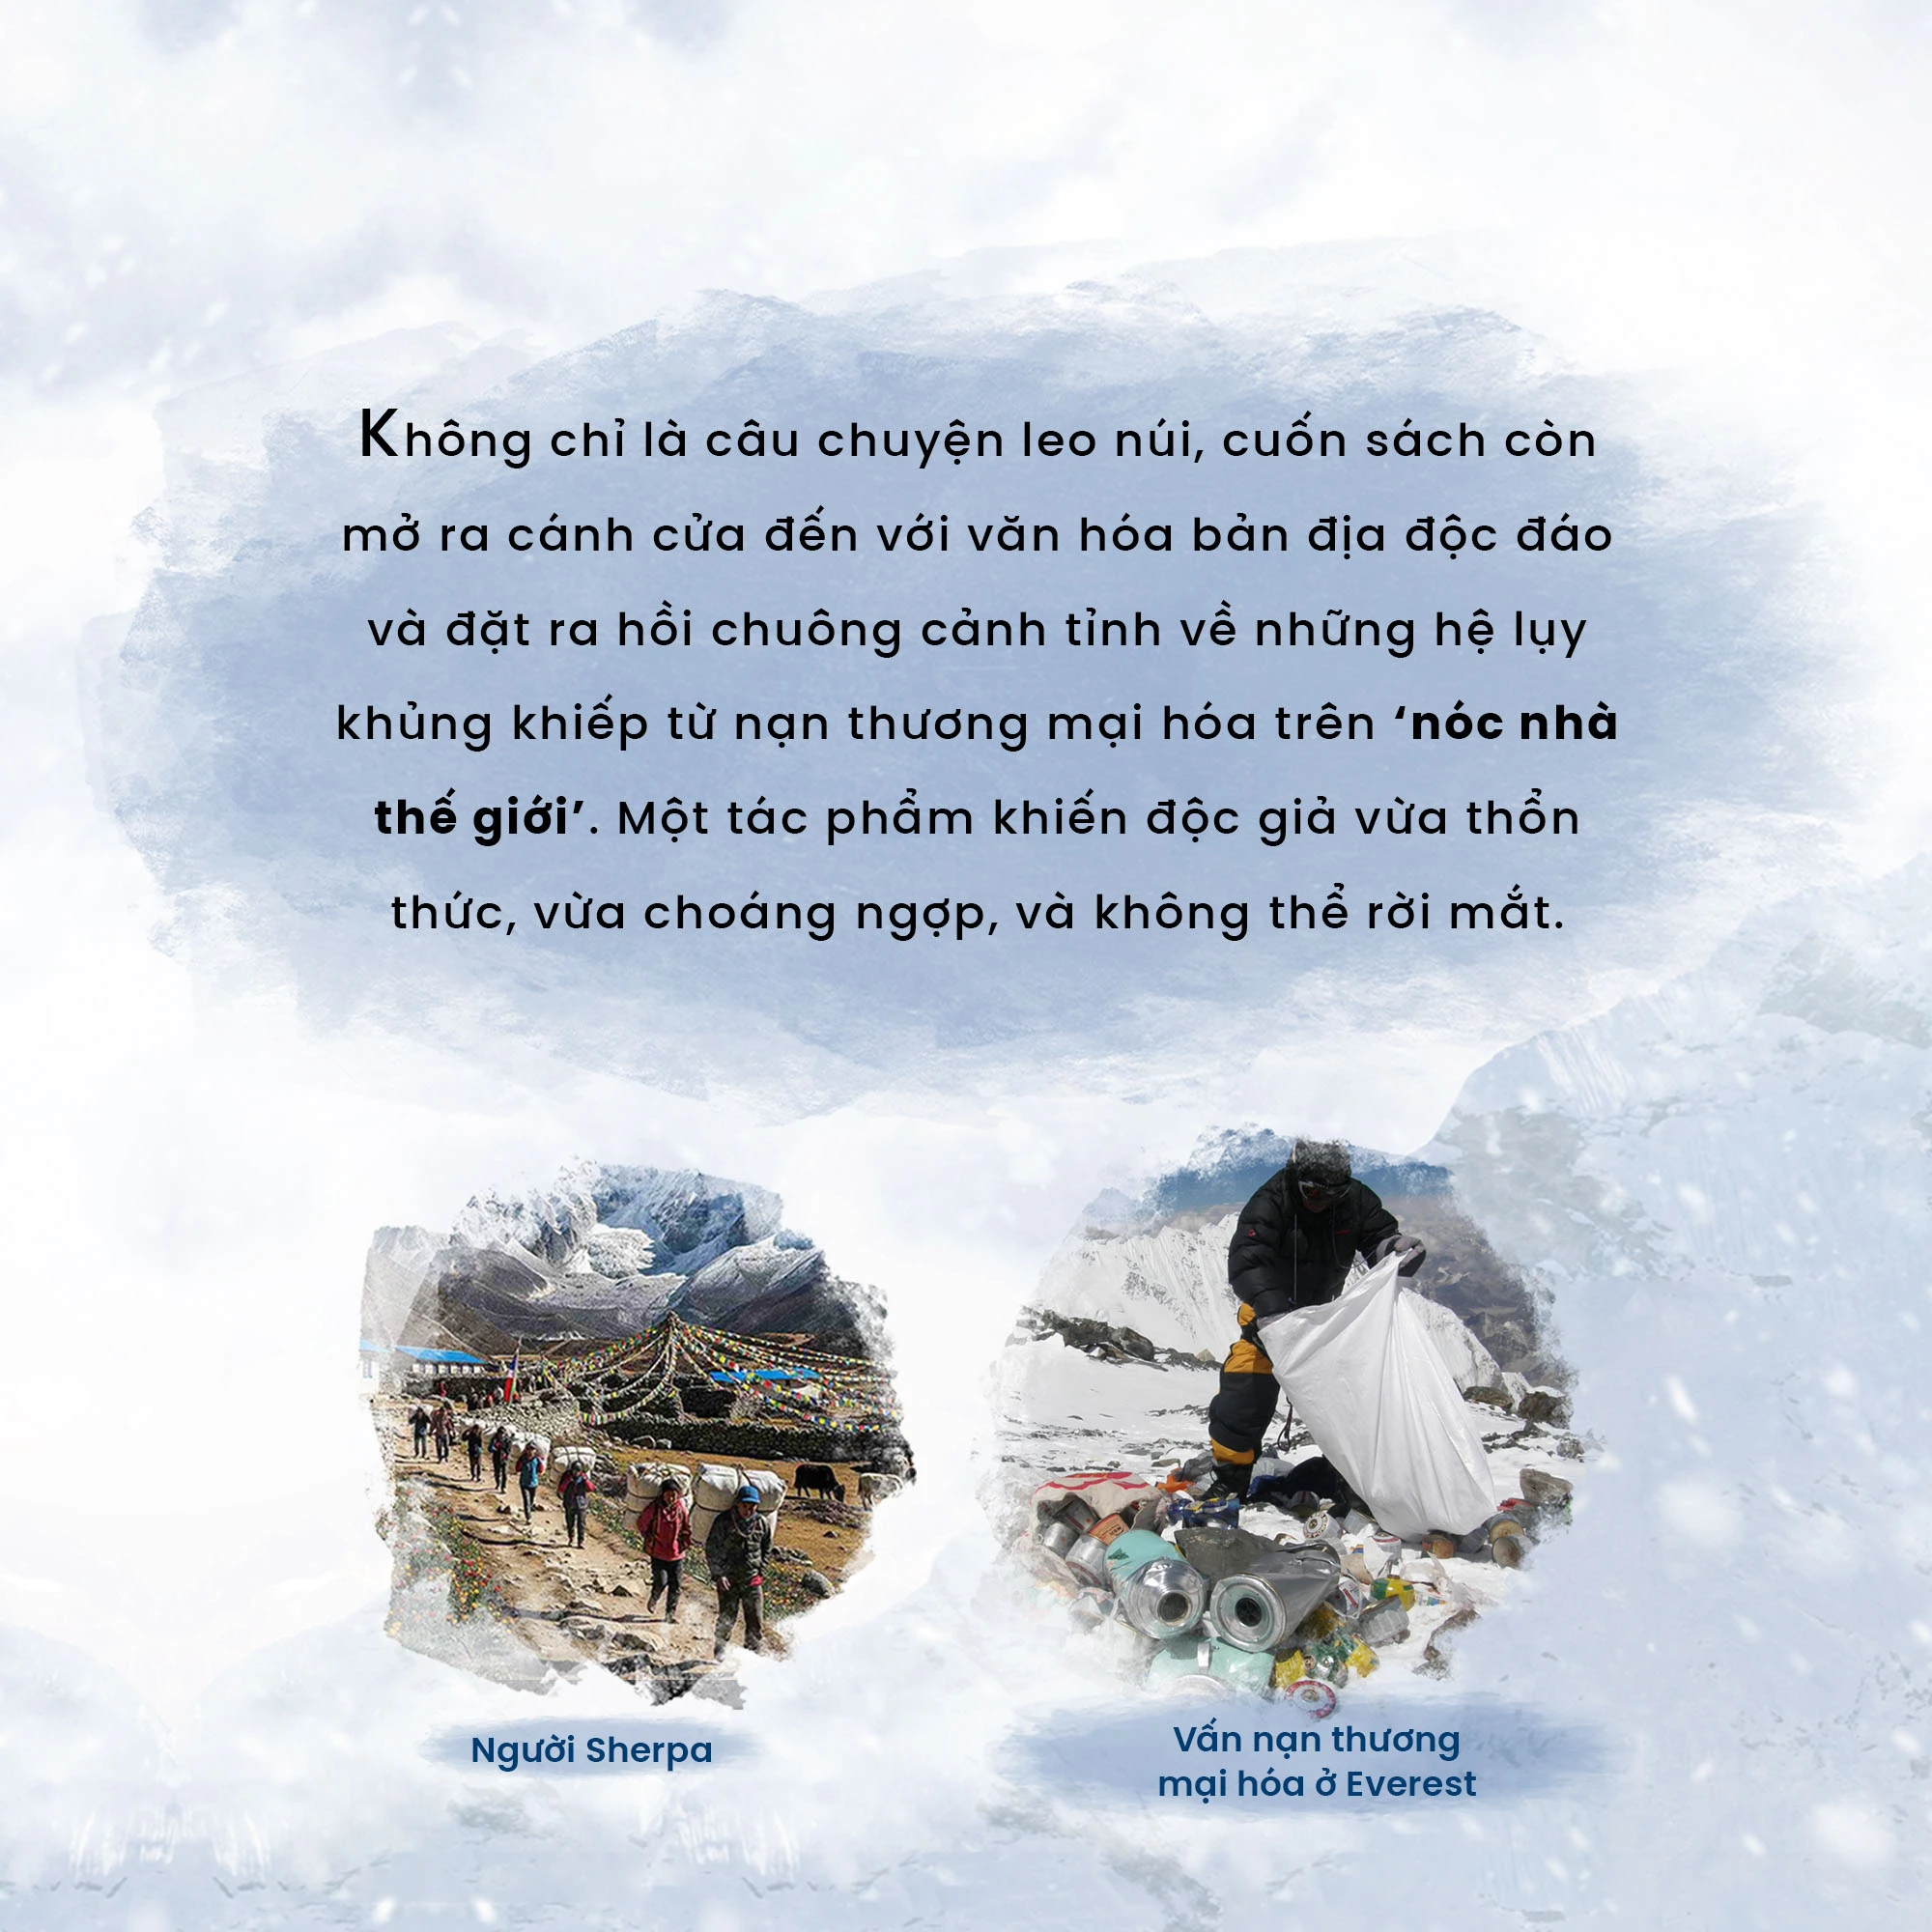 Không chỉ là câu chuyện leo núi, cuốn sách còn
mở ra cánh cửa đến với văn hóa bản địa độc đáo
và đặt ra hồi chuông cảnh tỉnh về những hệ lụy
khủng khiếp từ nạn thương mại hóa trên ‘nóc nhà
thế giới’. Một tác phẩm khiến độc giả vừa thổn
thức, vừa choáng ngợp, và không thể rời mắt.
Người Sherpa
Vấn nạn thương
mại hóa ở Everest